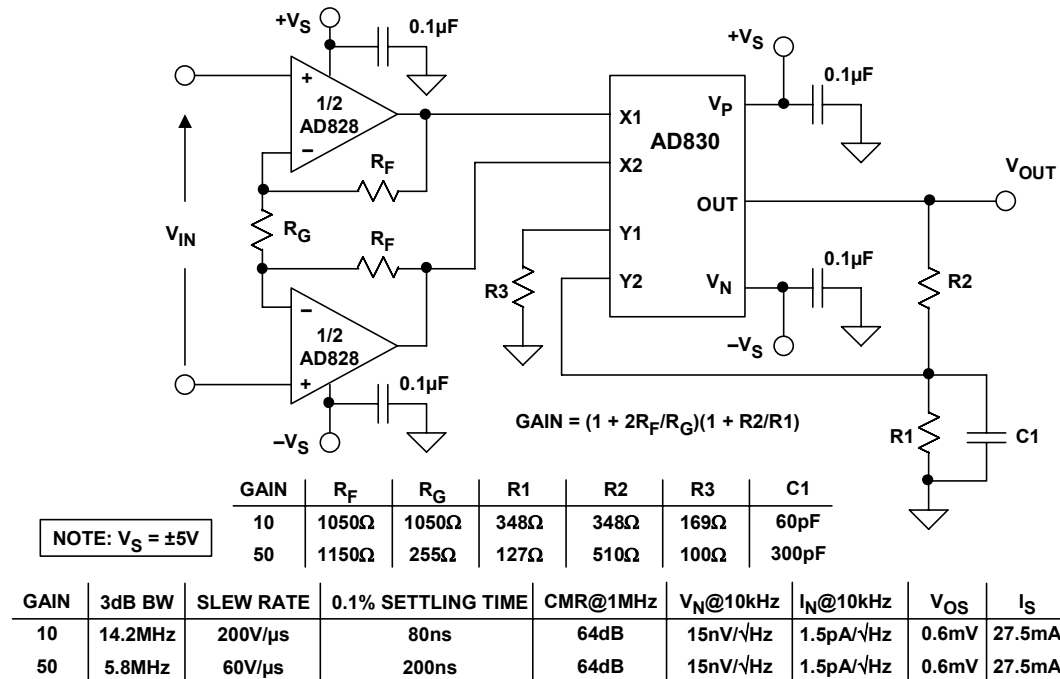 +VS
0.1µF
+
1/2
AD828
−
RF
RG
VIN
RF
−
1/2
AD828
+
0.1µF
−VS
+VS
0.1µF
X1
VP
AD830
X2
OUT
VOUT
Y1
R3
Y2
VN
0.1µF
−VS
R2
R1
C1
GAIN = (1 + 2RF/RG)(1 + R2/R1)
NOTE: VS = ±5V
GAIN RF RG R1 R2 R3 C1
10 1050Ω 1050Ω 348Ω 348Ω 169Ω 60pF
50 1150Ω 255Ω 127Ω 510Ω 100Ω 300pF
GAIN 3dB BW SLEW RATE 0.1% SETTLING TIME CMR@1MHz VN@10kHz IN@10kHz VOS IS
10 14.2MHz 200V/µs 80ns 64dB 15nV/√Hz 1.5pA/√Hz 0.6mV 27.5mA
50 5.8MHz 60V/µs 200ns 64dB 15nV/√Hz 1.5pA/√Hz 0.6mV 27.5mA